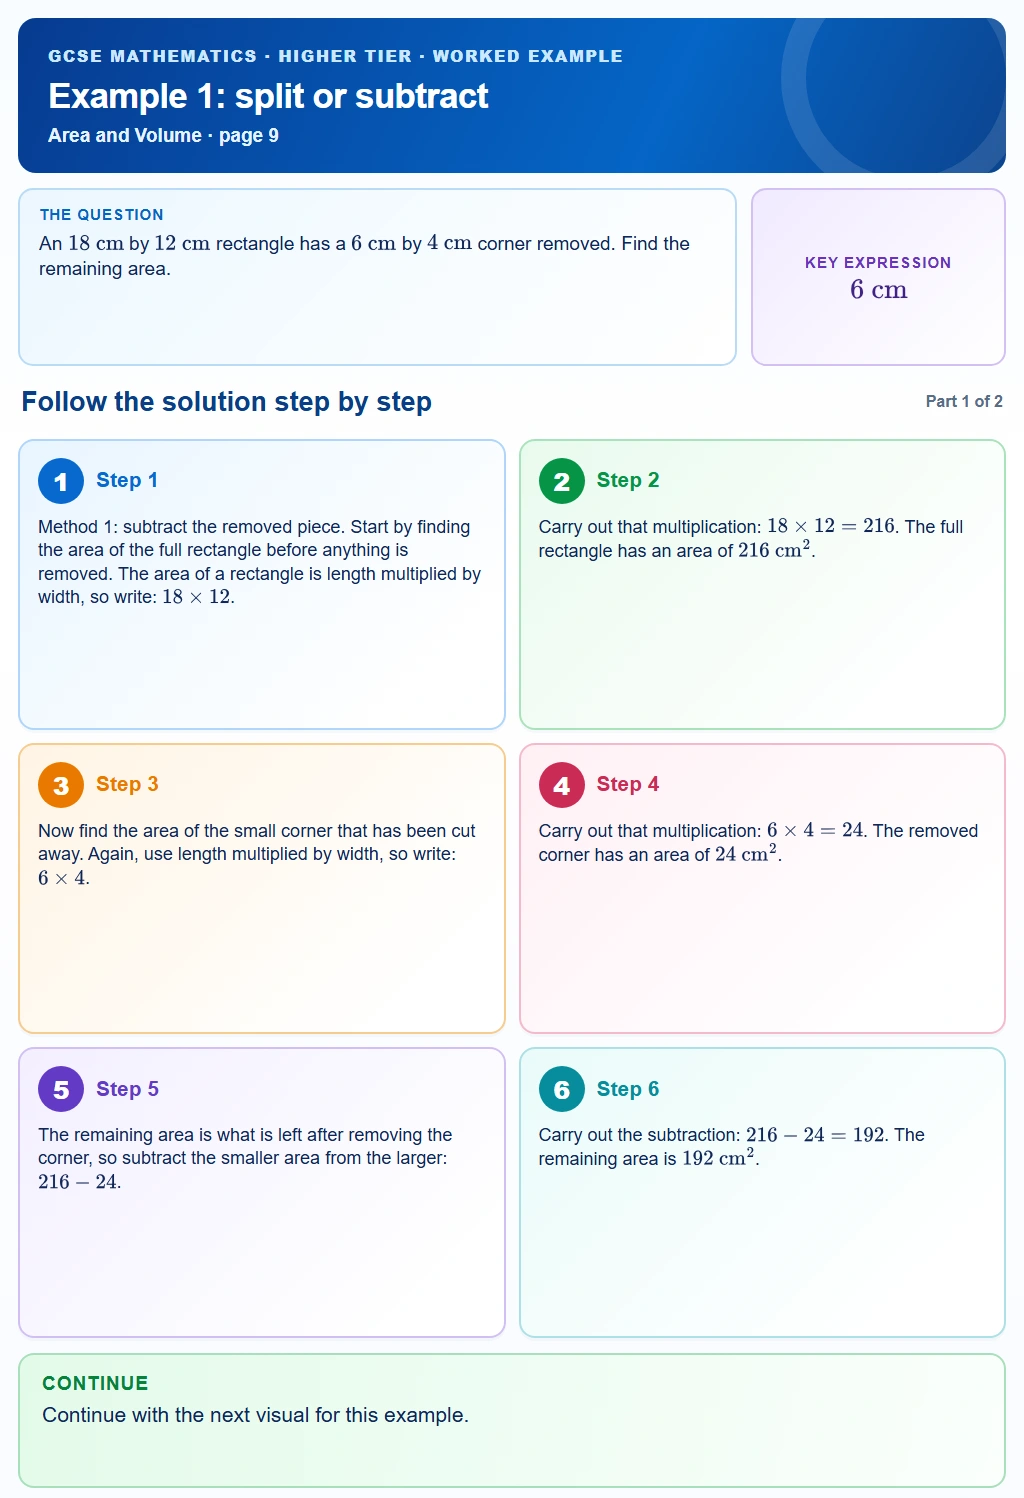 GCSE MATHEMATICS · HIGHER TIER · WORKED EXAMPLE
Example 1: split or subtract
Area and Volume · page 9
THE QUESTION
An 18 cm by 12 cm rectangle has a 6 cm by 4 cm corner removed. Find the
remaining area.
KEY EXPRESSION
6 cm
Follow the solution step by step
Part 1 of 2
1 Step 1
Method 1: subtract the removed piece. Start by finding
the area of the full rectangle before anything is
removed. The area of a rectangle is length multiplied by
width, so write: 18 × 12.
2 Step 2
Carry out that multiplication: 18 × 12 = 216. The full
rectangle has an area of 216 cm².
3 Step 3
Now find the area of the small corner that has been cut
away. Again, use length multiplied by width, so write:
6 × 4.
4 Step 4
Carry out that multiplication: 6 × 4 = 24. The removed
corner has an area of 24 cm².
5 Step 5
The remaining area is what is left after removing the
corner, so subtract the smaller area from the larger:
216 − 24.
6 Step 6
Carry out the subtraction: 216 − 24 = 192. The
remaining area is 192 cm².
CONTINUE
Continue with the next visual for this example.